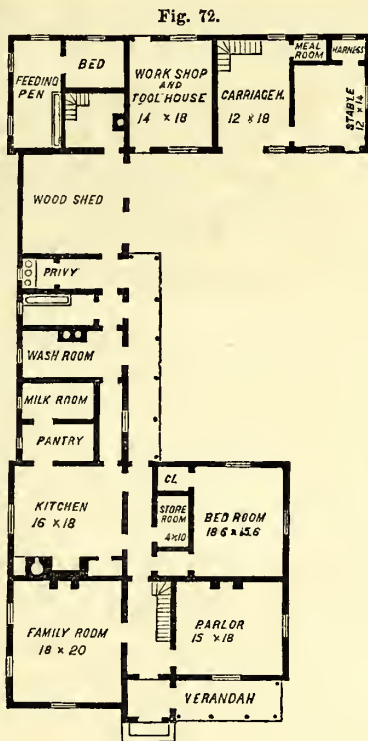 Fig. 72.
FEEDING
PEN
BED
WORK SHOP
AND
TOOL HOUSE
14 × 18
CARRIAGE H.
12 × 18
MEAL
ROOM
HARNESS
STABLE
12 × 14
WOOD SHED
PRIVY
WASH ROOM
MILK ROOM
PANTRY
KITCHEN
16 × 18
CL.
STORE
ROOM
4×10
BED ROOM
18.6 × 15.6
FAMILY ROOM
18 × 20
PARLOR
15 × 18
VERANDAH